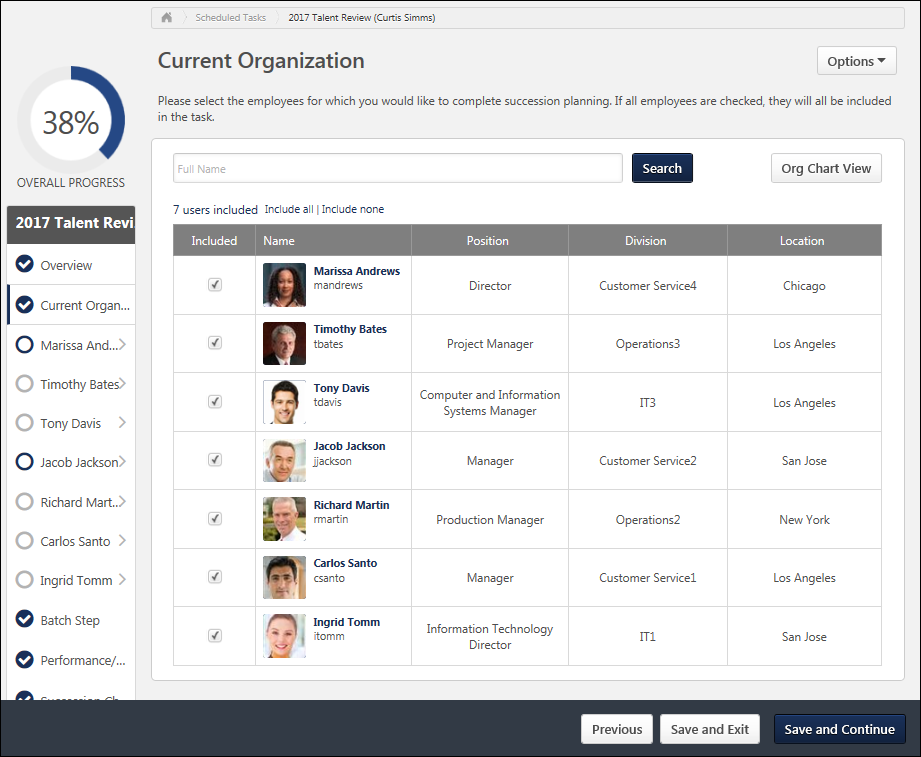 Scheduled Tasks 2017 Talent Review (Curtis Simms)
Current Organization
Options
Please select the employees for which you would like to complete succession planning. If all employees are checked, they will all be included
in the task.
38%
OVERALL PROGRESS
2017 Talent Revi
Overview
Current Organ...
Marissa And...
Timothy Bates
Tony Davis
Jacob Jackson
Richard Mart...
Carlos Santo
Ingrid Tomm
Batch Step
Performance/...
Full Name
Search
Org Chart View
7 users included Include all | Include none
Included Name Position Division Location
Marissa Andrews
mandrews
Director Customer Service4 Chicago
Timothy Bates
tbates
Project Manager Operations3 Los Angeles
Tony Davis
tdavis
Computer and Information
Systems Manager
IT3 Los Angeles
Jacob Jackson
jjackson
Manager Customer Service2 San Jose
Richard Martin
rmartin
Production Manager Operations2 New York
Carlos Santo
csanto
Manager Customer Service1 Los Angeles
Ingrid Tomm
itomm
Information Technology
Director
IT1 San Jose
Previous Save and Exit Save and Continue